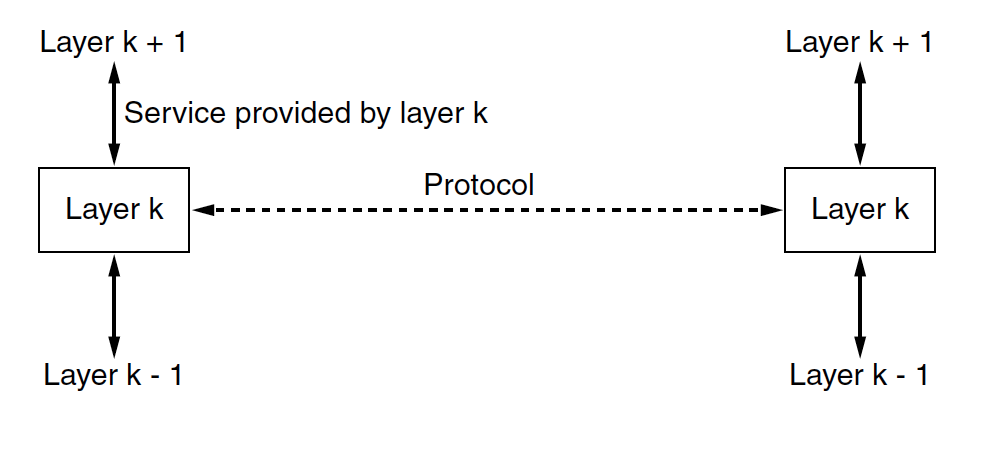 Layer k + 1
Layer k + 1
Service provided by layer k
Protocol
Layer k
Layer k
Layer k - 1
Layer k - 1